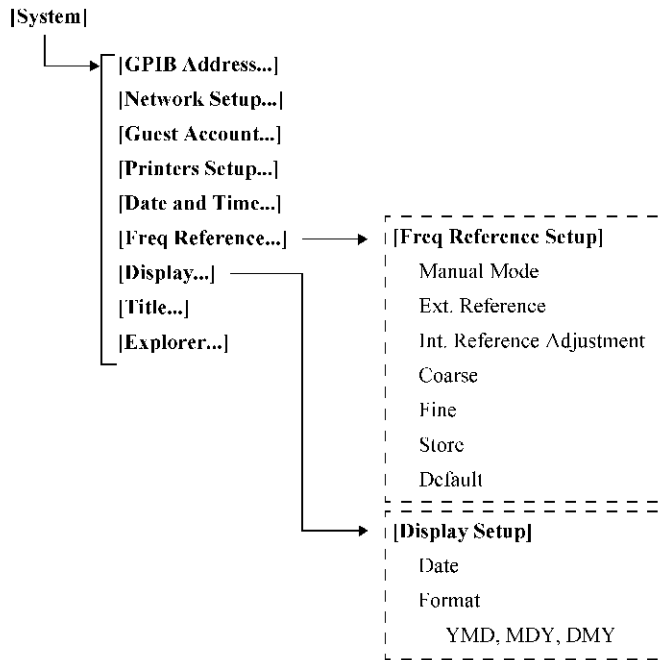 [System]
[GPIB Address...]
[Network Setup...]
[Guest Account...]
[Printers Setup...]
[Date and Time...]
[Freq Reference...]
[Display...]
[Title...]
[Explorer...]
[Freq Reference Setup]
Manual Mode
Ext. Reference
Int. Reference Adjustment
Coarse
Fine
Store
Default
[Display Setup]
Date
Format
YMD, MDY, DMY